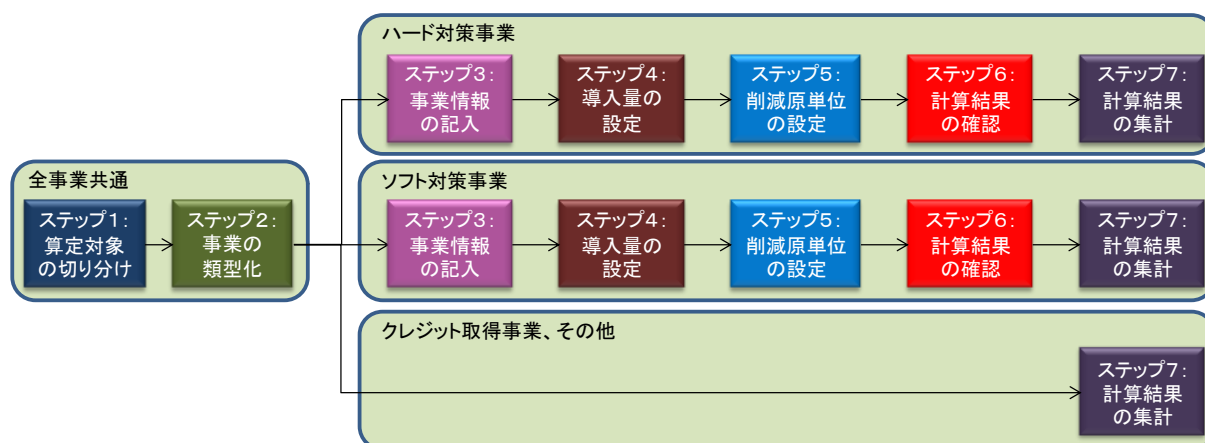 ハード対策事業
ステップ3:
事業情報
の記入
ステップ4:
導入量の
設定
ステップ5:
削減原単位
の設定
ステップ6:
計算結果
の確認
ステップ7:
計算結果
の集計
全事業共通
ステップ1:
算定対象
の切り分け
ステップ2:
事業の
類型化
ソフト対策事業
ステップ3:
事業情報
の記入
ステップ4:
導入量の
設定
ステップ5:
削減原単位
の設定
ステップ6:
計算結果
の確認
ステップ7:
計算結果
の集計
クレジット取得事業、その他
ステップ7:
計算結果
の集計